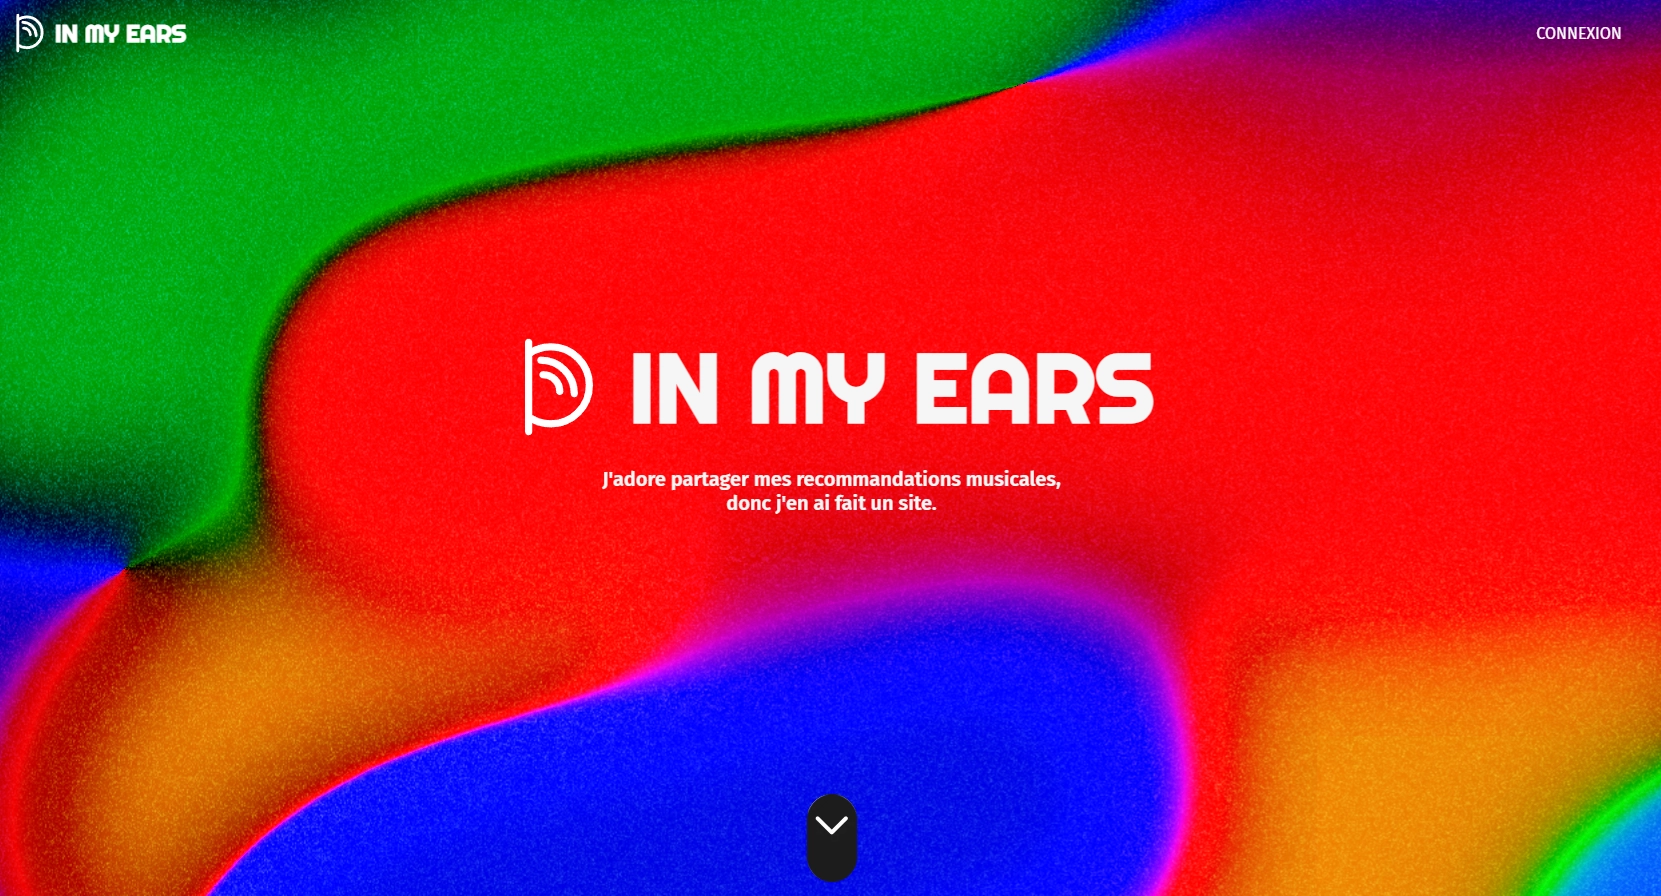 IN MY EARS
CONNEXION
IN MY EARS
J'adore partager mes recommandations musicales,
donc j'en ai fait un site.